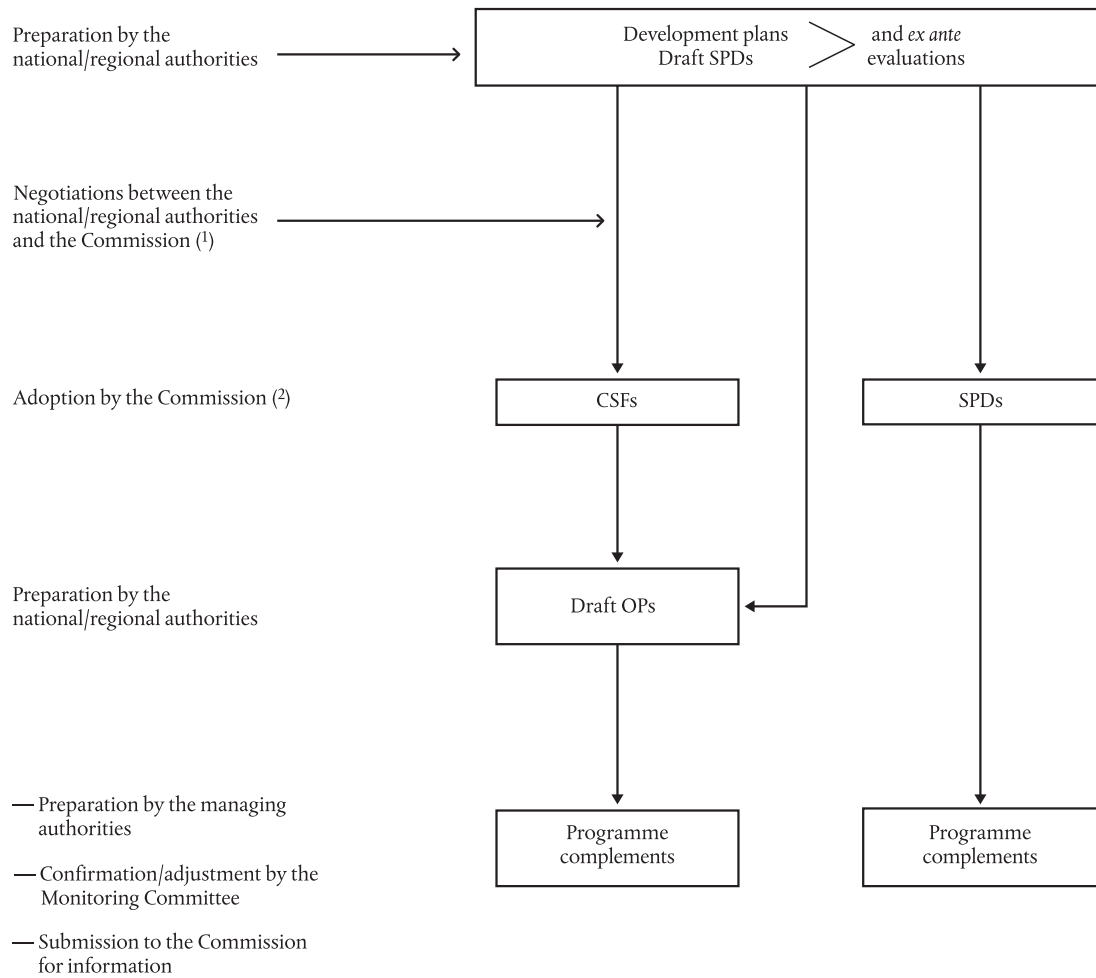 Preparation by the
national/regional authorities
Development plans
Draft SPDs
and ex ante
evaluations
Negotiations between the
national/regional authorities
and the Commission (1)
Adoption by the Commission (2)
CSFs
SPDs
Preparation by the
national/regional authorities
Draft OPs
— Preparation by the managing
authorities
— Confirmation/adjustment by the
Monitoring Committee
— Submission to the Commission
for information
Programme
complements
Programme
complements